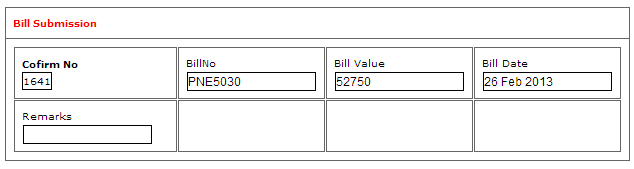 Bill Submission
Cofirm No BillNo Bill Value Bill Date
1641 PNE5030 52750 26 Feb 2013
Remarks